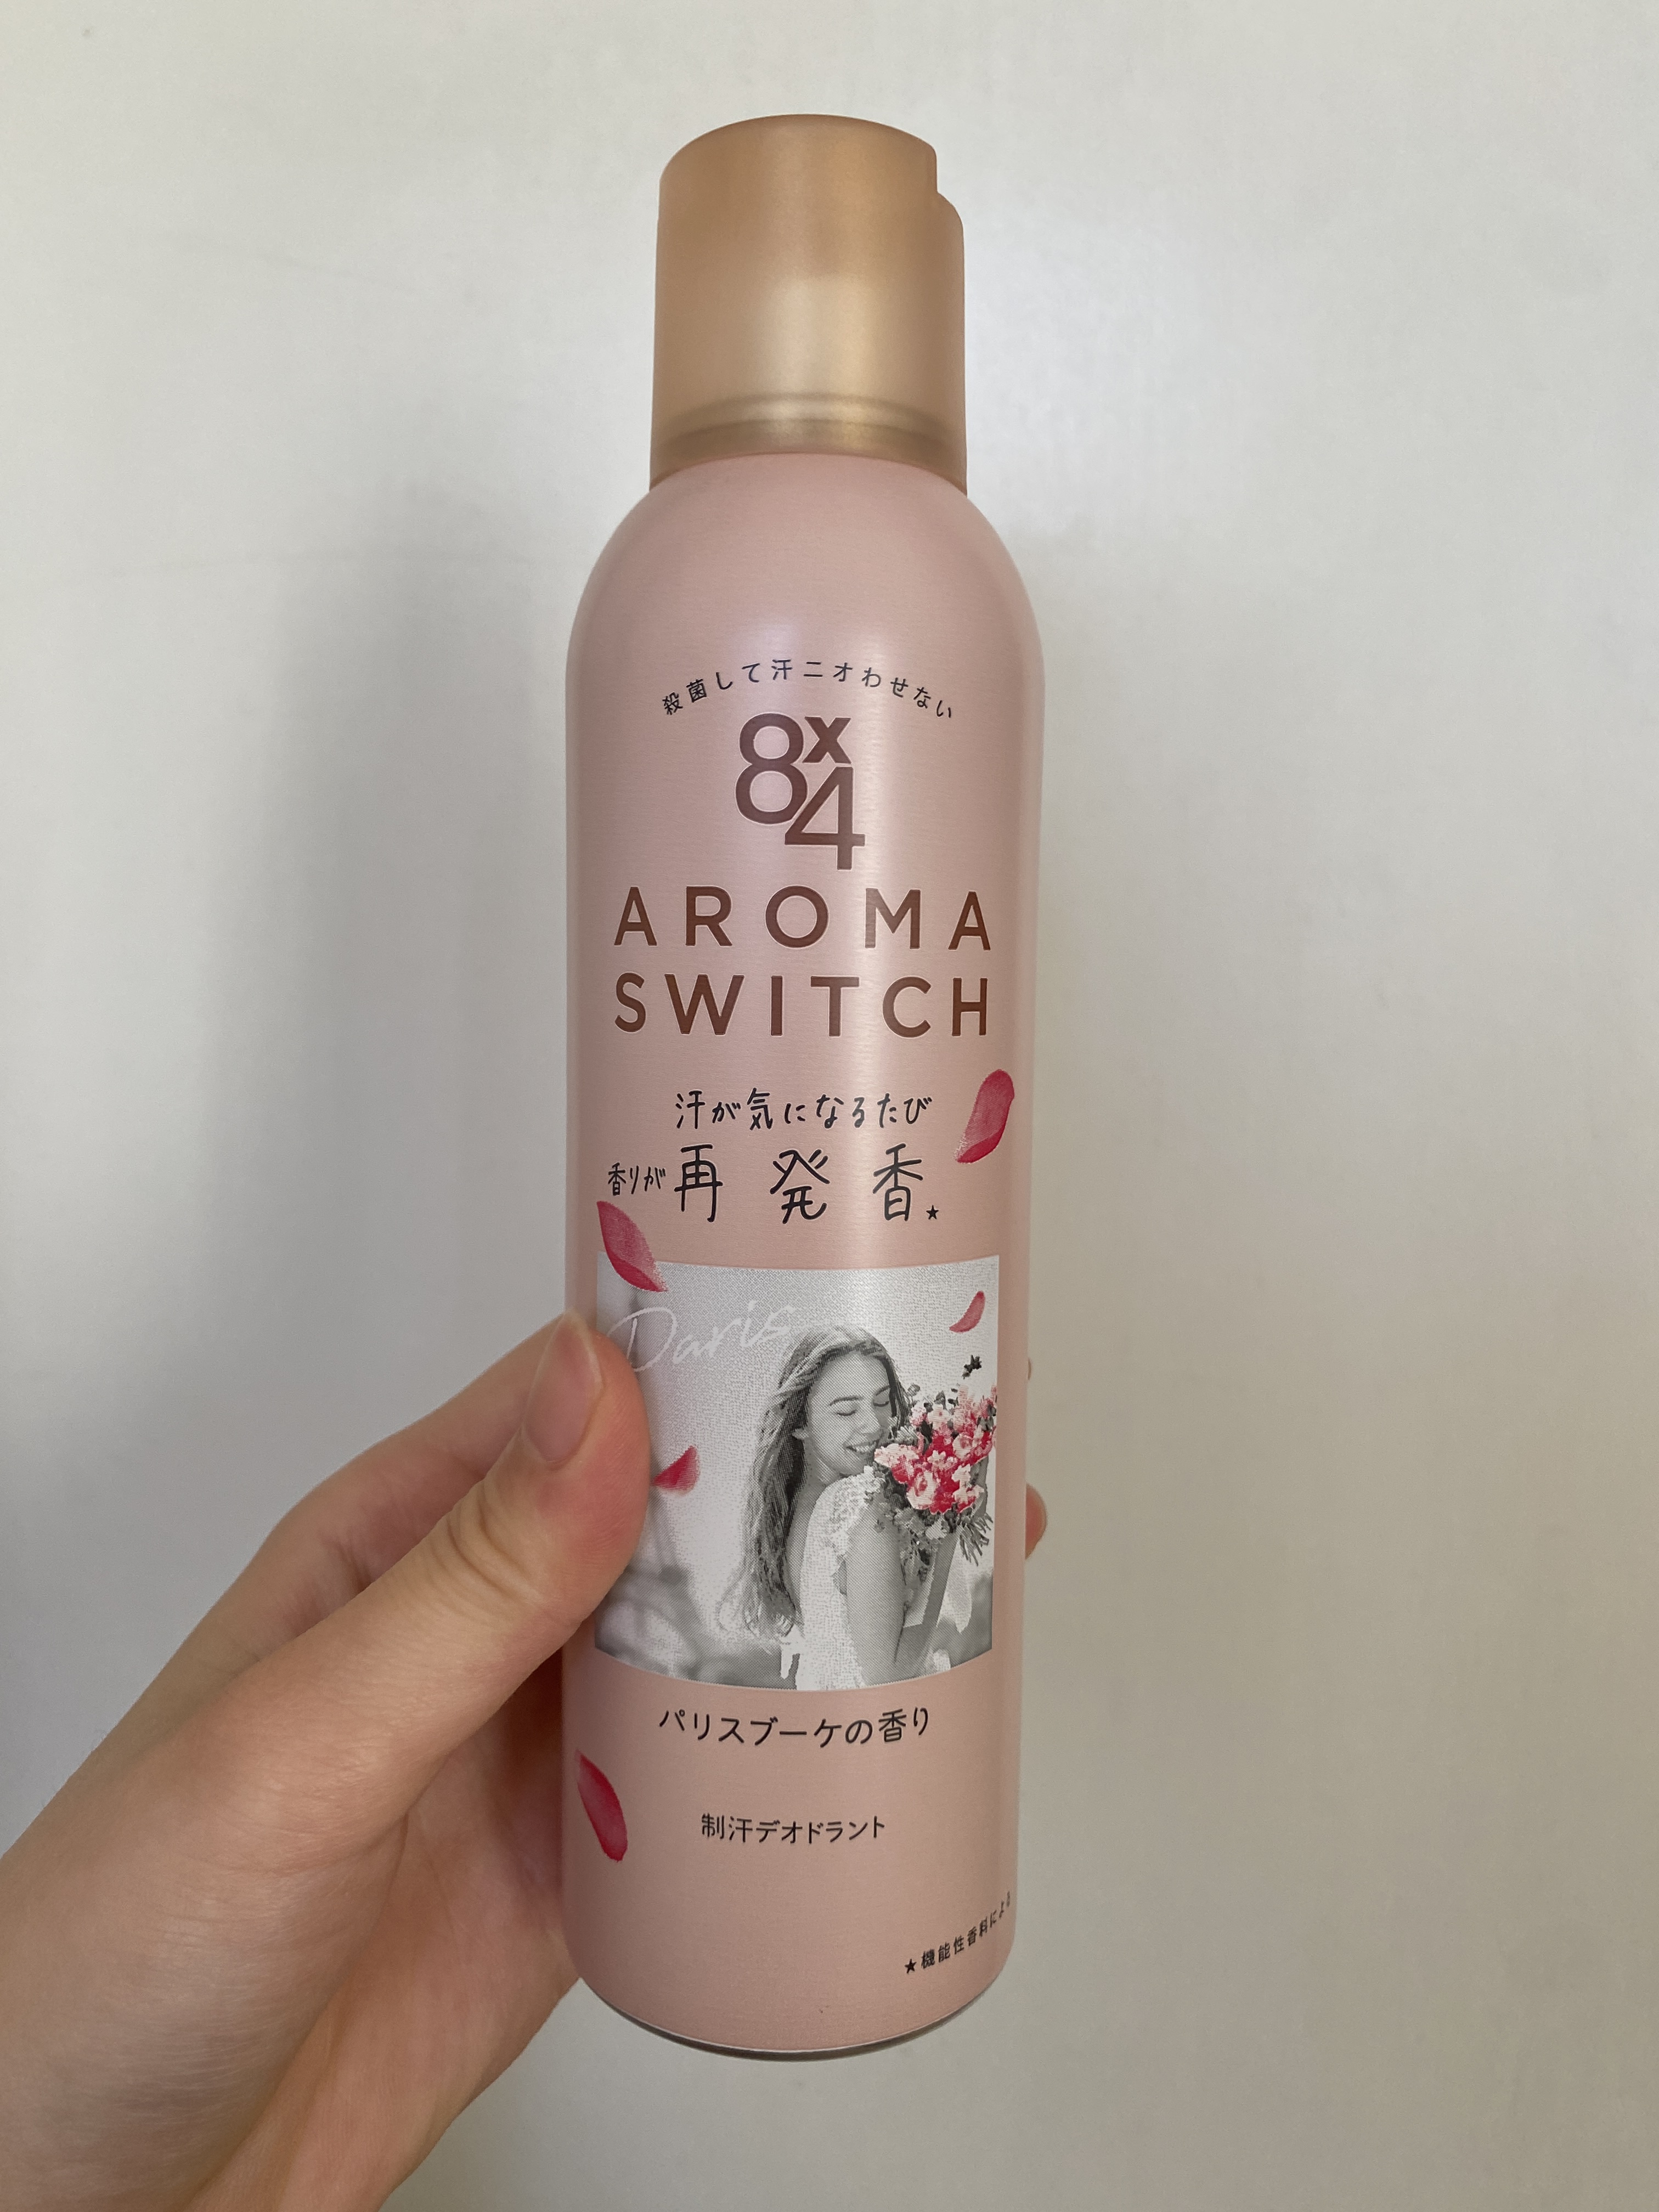 殺菌して汗ニオわせない
8x4
AROMA
SWITCH
汗が気になるたび
香りが再発香★
Paris
パリスブーケの香り
制汗デオドラント
★機能性香料による